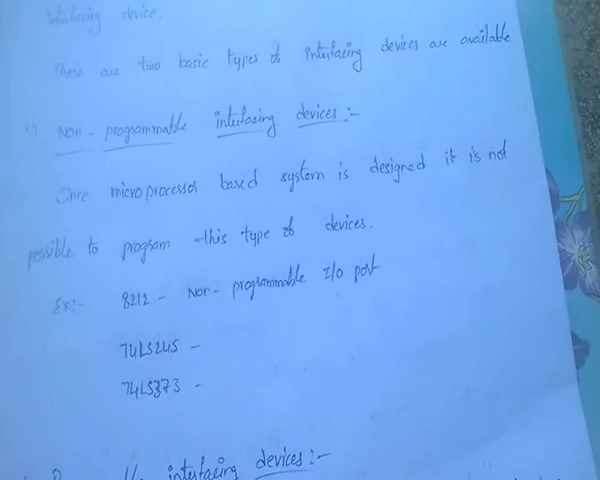 interfacing device.
There are two basic types of interfacing devices are available
1) Non-programmable interfacing devices :-
Once microprocessor based system is designed it is not
possible to program this type of devices.
Ex:- 8212 - Non-programmable I/O port
74LS245 -
74LS373 -
interfacing devices :-